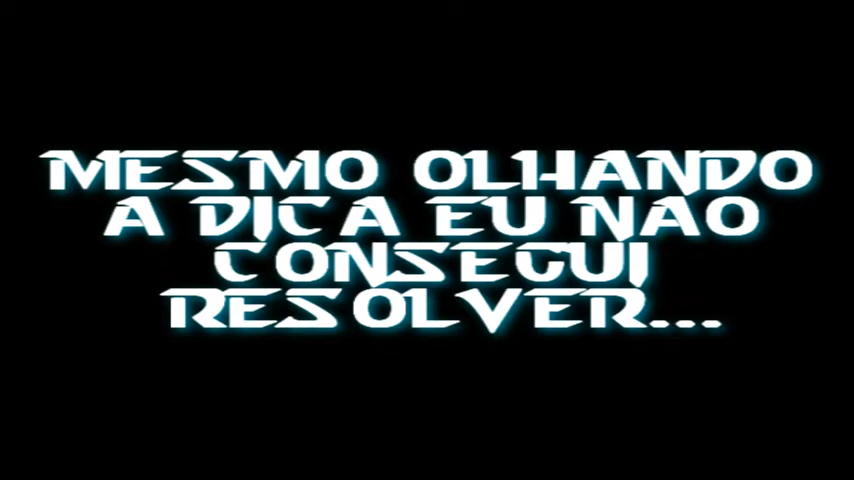 MESMO OLHANDO
A DICA EU NAO
CONSEGUI
RESOLVER...